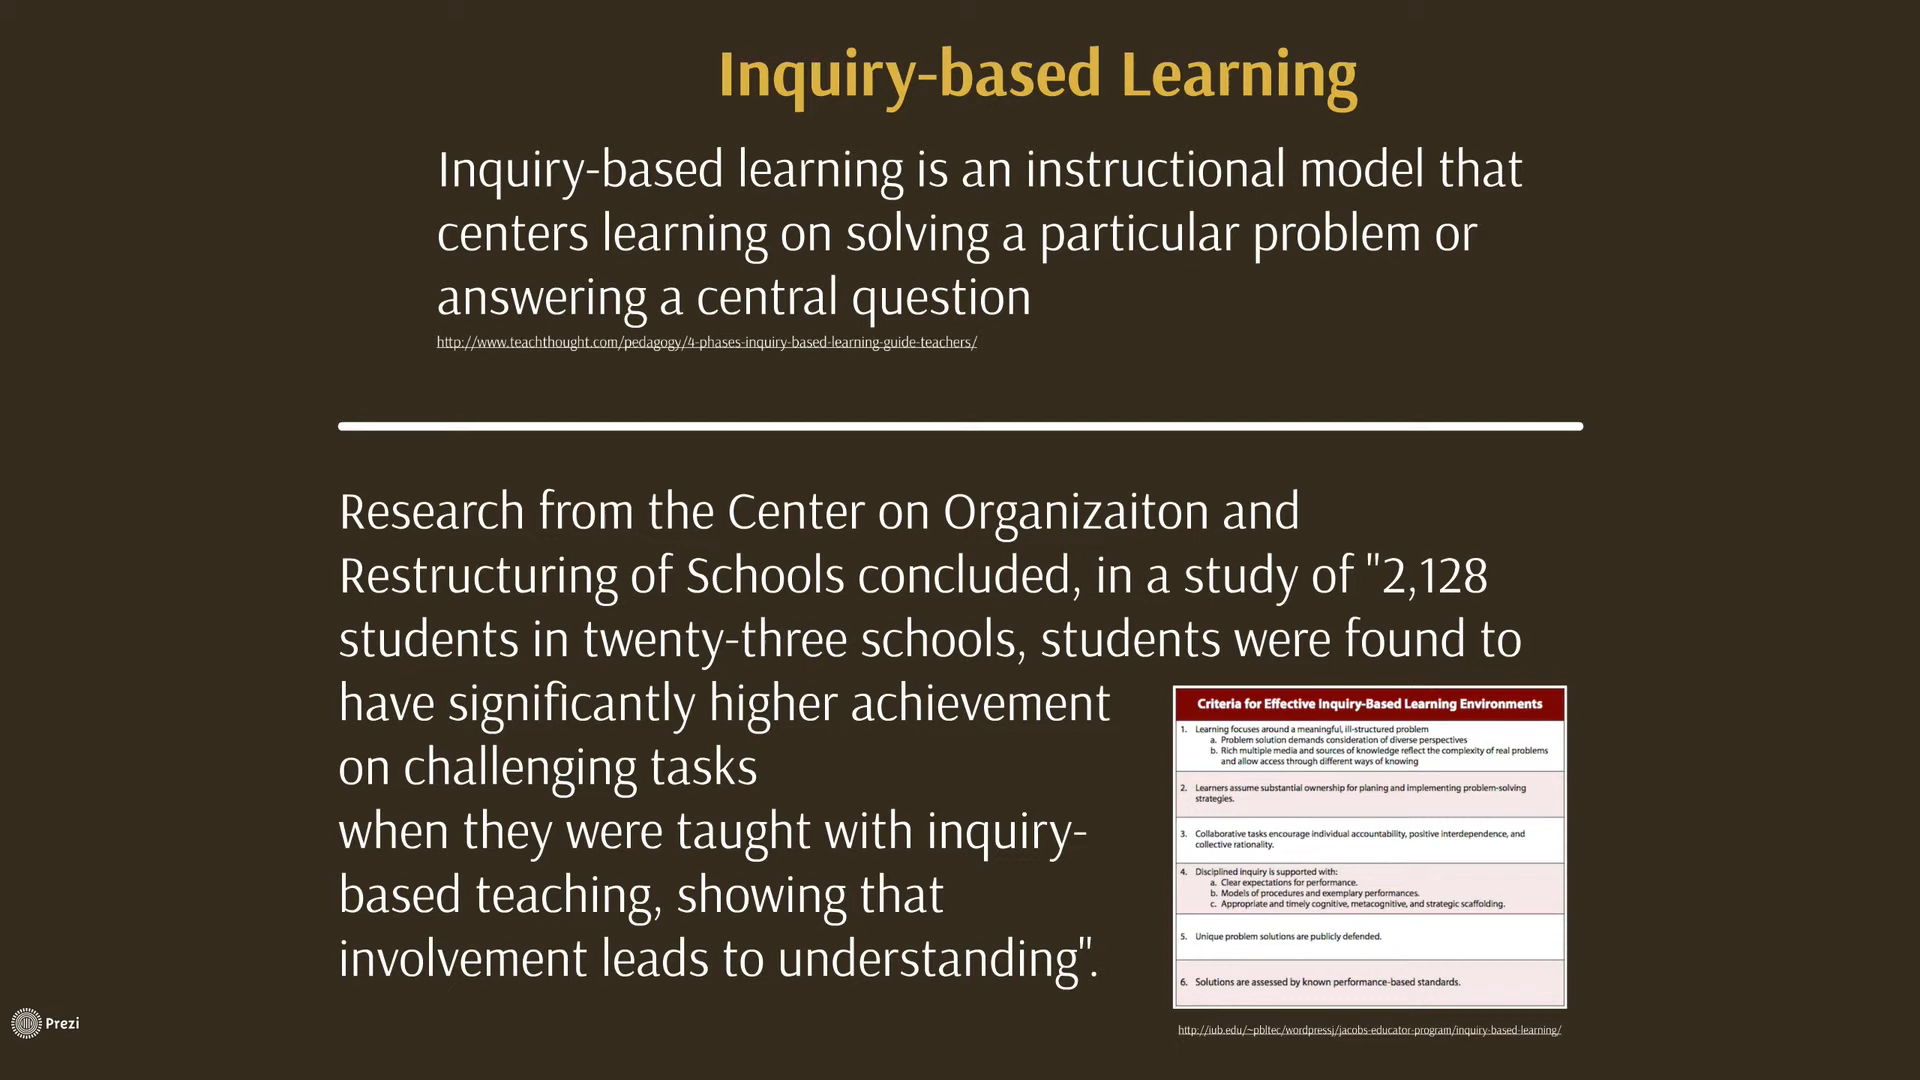 Inquiry-based Learning
Inquiry-based learning is an instructional model that
centers learning on solving a particular problem or
answering a central question
http://www.teachthought.com/pedagogy/4-phases-inquiry-based-learning-guide-teachers/
Research from the Center on Organizaiton and
Restructuring of Schools concluded, in a study of "2,128
students in twenty-three schools, students were found to
have significantly higher achievement
on challenging tasks
when they were taught with inquiry-
based teaching, showing that
involvement leads to understanding".
Criteria for Effective Inquiry-Based Learning Environments
1. Learning focuses around a meaningful, ill-structured problem
a. Problem solution demands consideration of diverse perspectives
b. Rich multiple media and sources of knowledge reflect the complexity of real problems
and allow access through different ways of knowing
2. Learners assume substantial ownership for planing and implementing problem-solving
strategies.
3. Collaborative tasks encourage individual accountability, positive interdependence, and
collective rationality.
4. Disciplined inquiry is supported with:
a. Clear expectations for performance.
b. Models of procedures and exemplary performances.
c. Appropriate and timely cognitive, metacognitive, and strategic scaffolding.
5. Unique problem solutions are publicly defended.
6. Solutions are assessed by known performance-based standards.
http://iub.edu/~pbltec/wordpressj/jacobs-educator-program/inquiry-based-learning/
Prezi